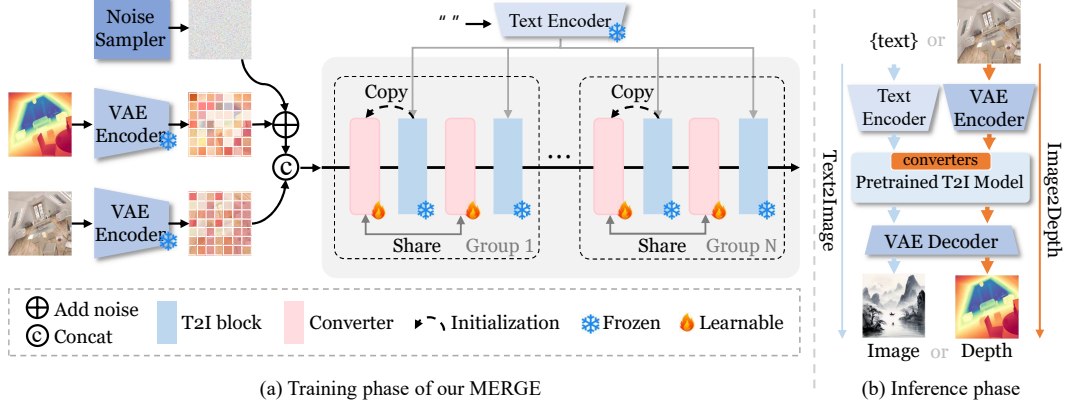 Noise
Sampler
“ ”
Text Encoder
VAE
Encoder
VAE
Encoder
C
Copy
Share
Group 1
...
Copy
Share
Group N
Add noise
C
Concat
T2I block
Converter
Initialization
Frozen
Learnable
(a) Training phase of our MERGE
{text} or
Text
Encoder
VAE
Encoder
converters
Pretrained T2I Model
VAE Decoder
Text2Image
Image2Depth
Image or Depth
(b) Inference phase